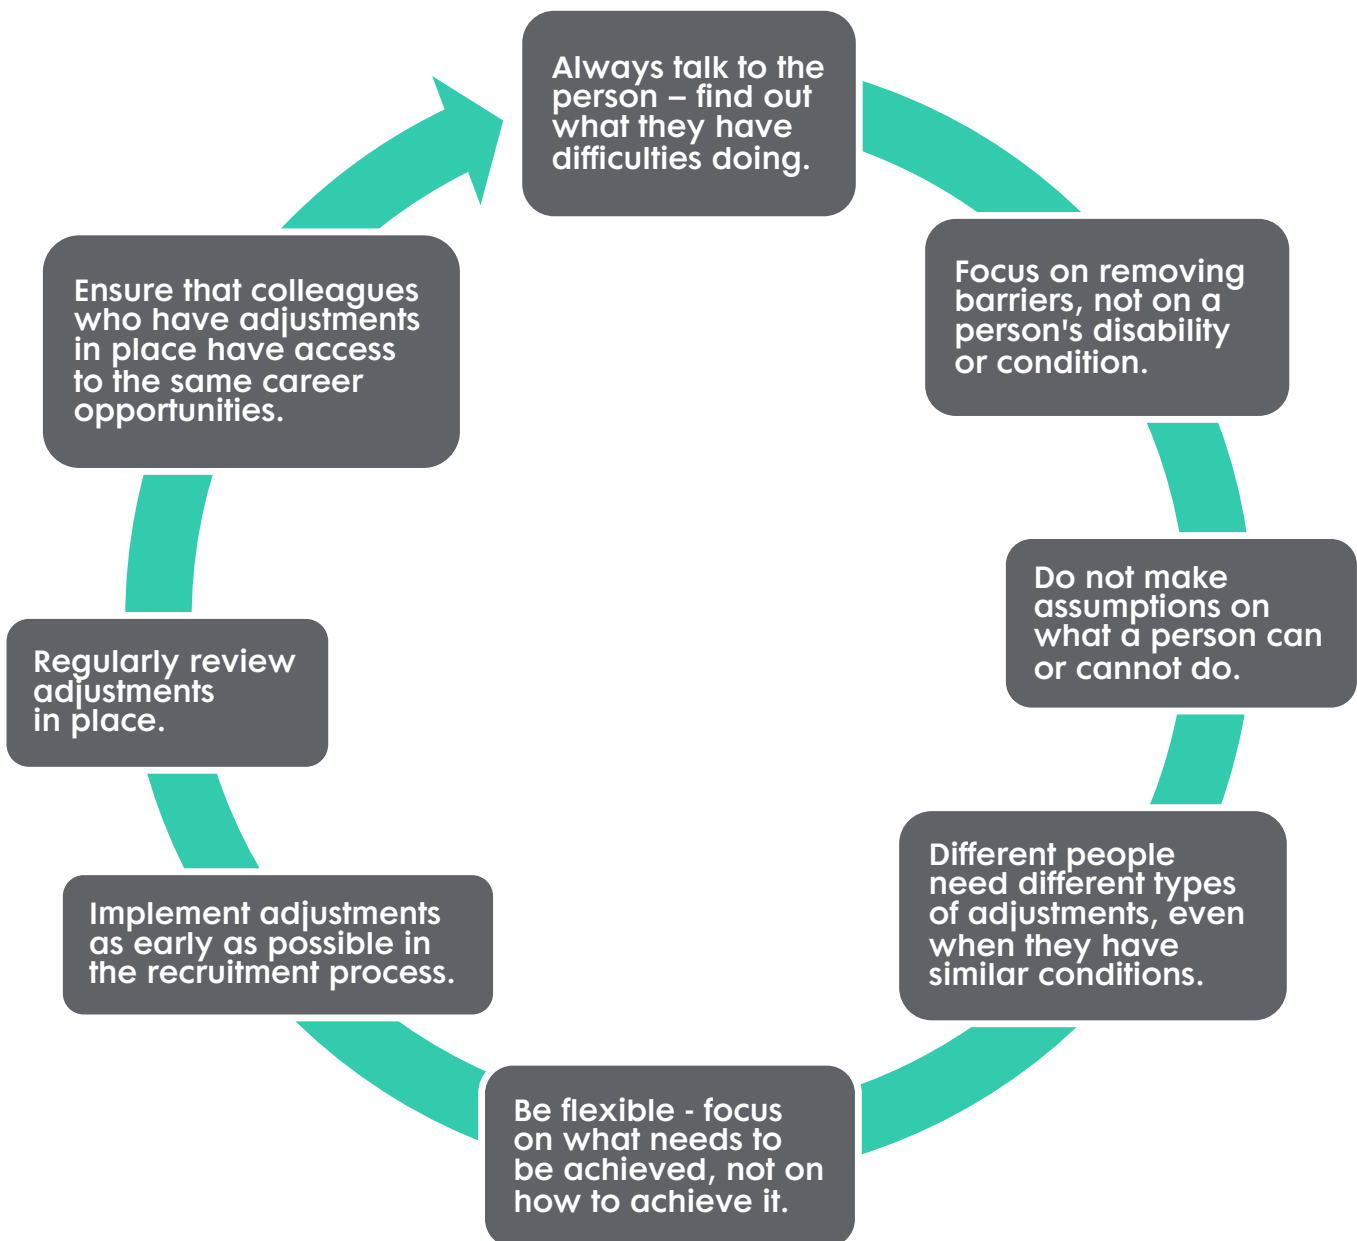 Always talk to the
person – find out
what they have
difficulties doing.
Focus on removing
barriers, not on a
person's disability
or condition.
Do not make
assumptions on
what a person can
or cannot do.
Different people
need different types
of adjustments, even
when they have
similar conditions.
Be flexible - focus
on what needs to
be achieved, not on
how to achieve it.
Implement adjustments
as early as possible in
the recruitment process.
Regularly review
adjustments
in place.
Ensure that colleagues
who have adjustments
in place have access
to the same career
opportunities.